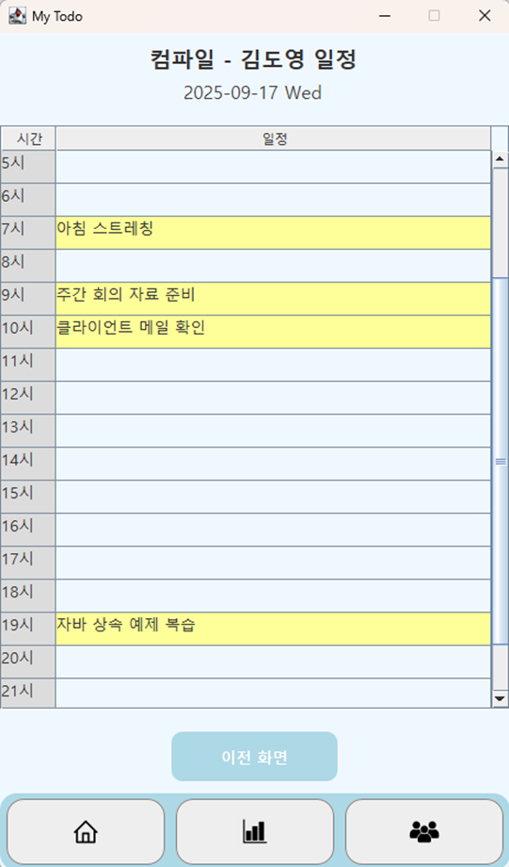 My Todo
컴파일 - 김도영 일정
2025-09-17 Wed
시간 일정
5시
6시
7시 아침 스트레칭
8시
9시 주간 회의 자료 준비
10시 클라이언트 메일 확인
11시
12시
13시
14시
15시
16시
17시
18시
19시 자바 상속 예제 복습
20시
21시
이전 화면